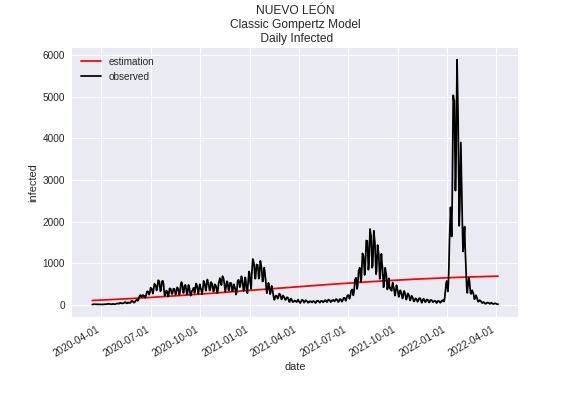 NUEVO LEÓN
Classic Gompertz Model
Daily Infected
estimation
observed
infected
6000
5000
4000
3000
2000
1000
0
2020-04-01
2020-07-01
2020-10-01
2021-01-01
2021-04-01
2021-07-01
2021-10-01
2022-01-01
2022-04-01
date